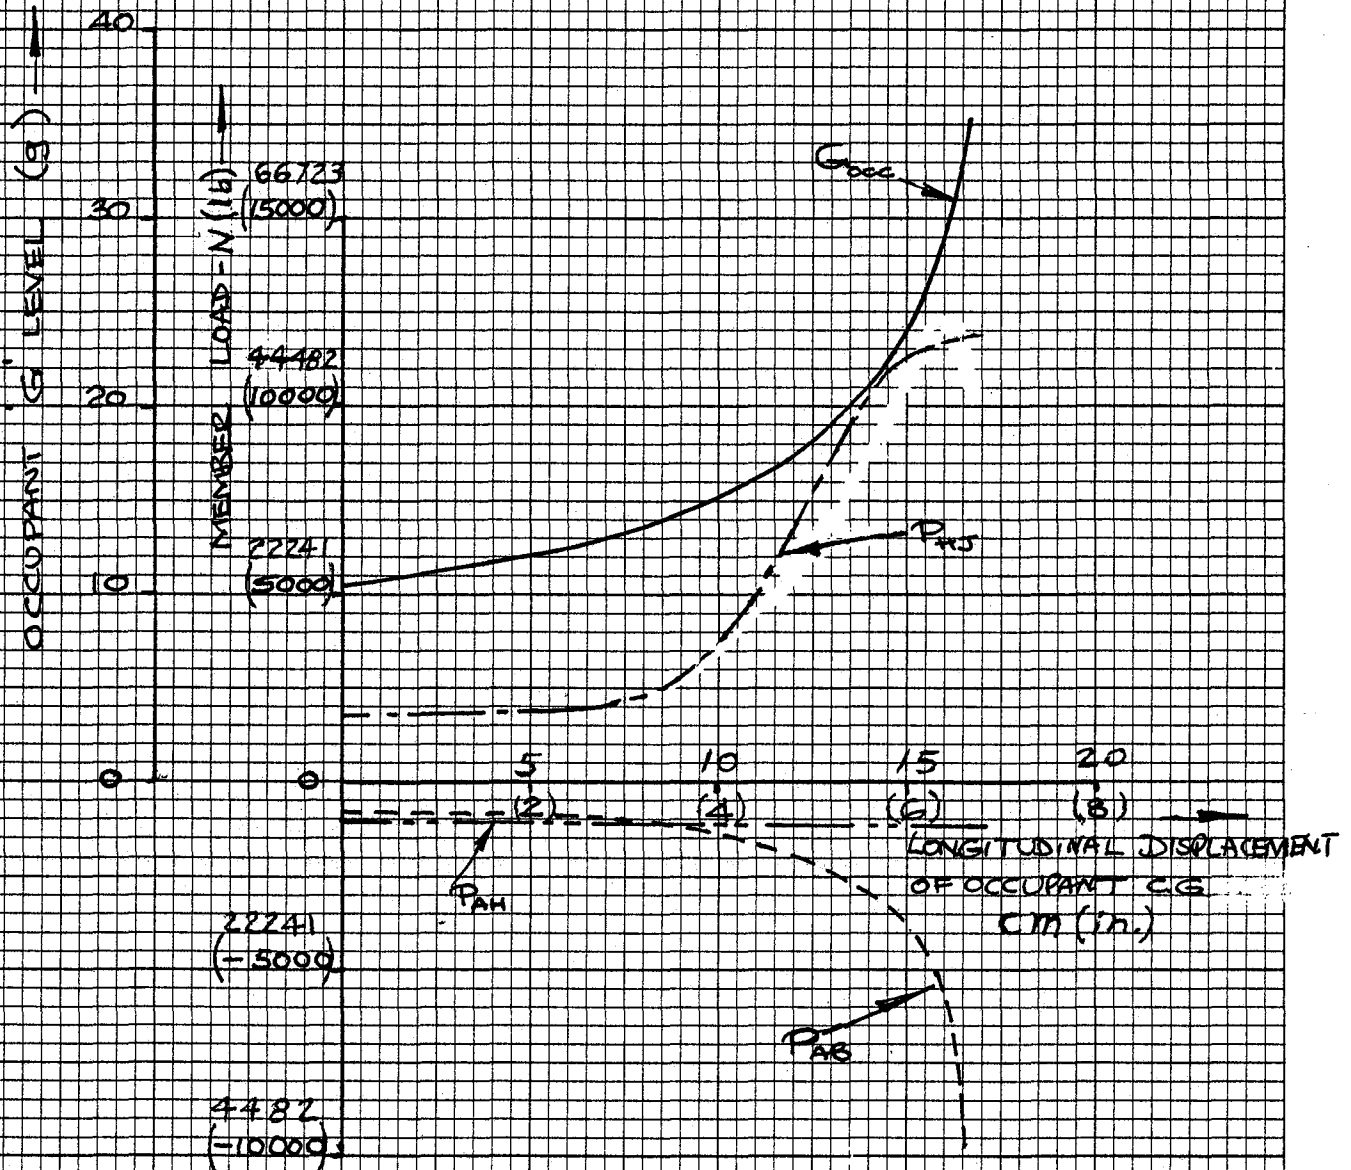 40
30
20
10
0
OCCUPANT G LEVEL (g)
MEMBER LOAD-N (lb)
66723
(15000)
44482
(10000)
22241
(5000)
0
22241
(-5000)
4482
(-10000)
Gocc
PHJ
5
(2)
10
(4)
15
(6)
20
(8)
LONGITUDINAL DISPLACEMENT
OF OCCUPANT CG
cm (in.)
PAH
PAB